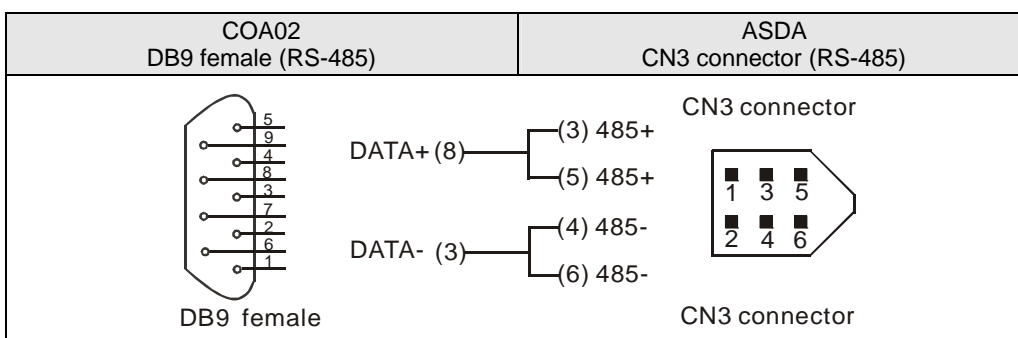 COA02
DB9 female (RS-485)
ASDA
CN3 connector (RS-485)
5
9
4
8
3
7
2
6
1
DB9 female
DATA+ (8)
(3) 485+
(5) 485+
DATA- (3)
(4) 485-
(6) 485-
CN3 connector
1 3 5
2 4 6
CN3 connector